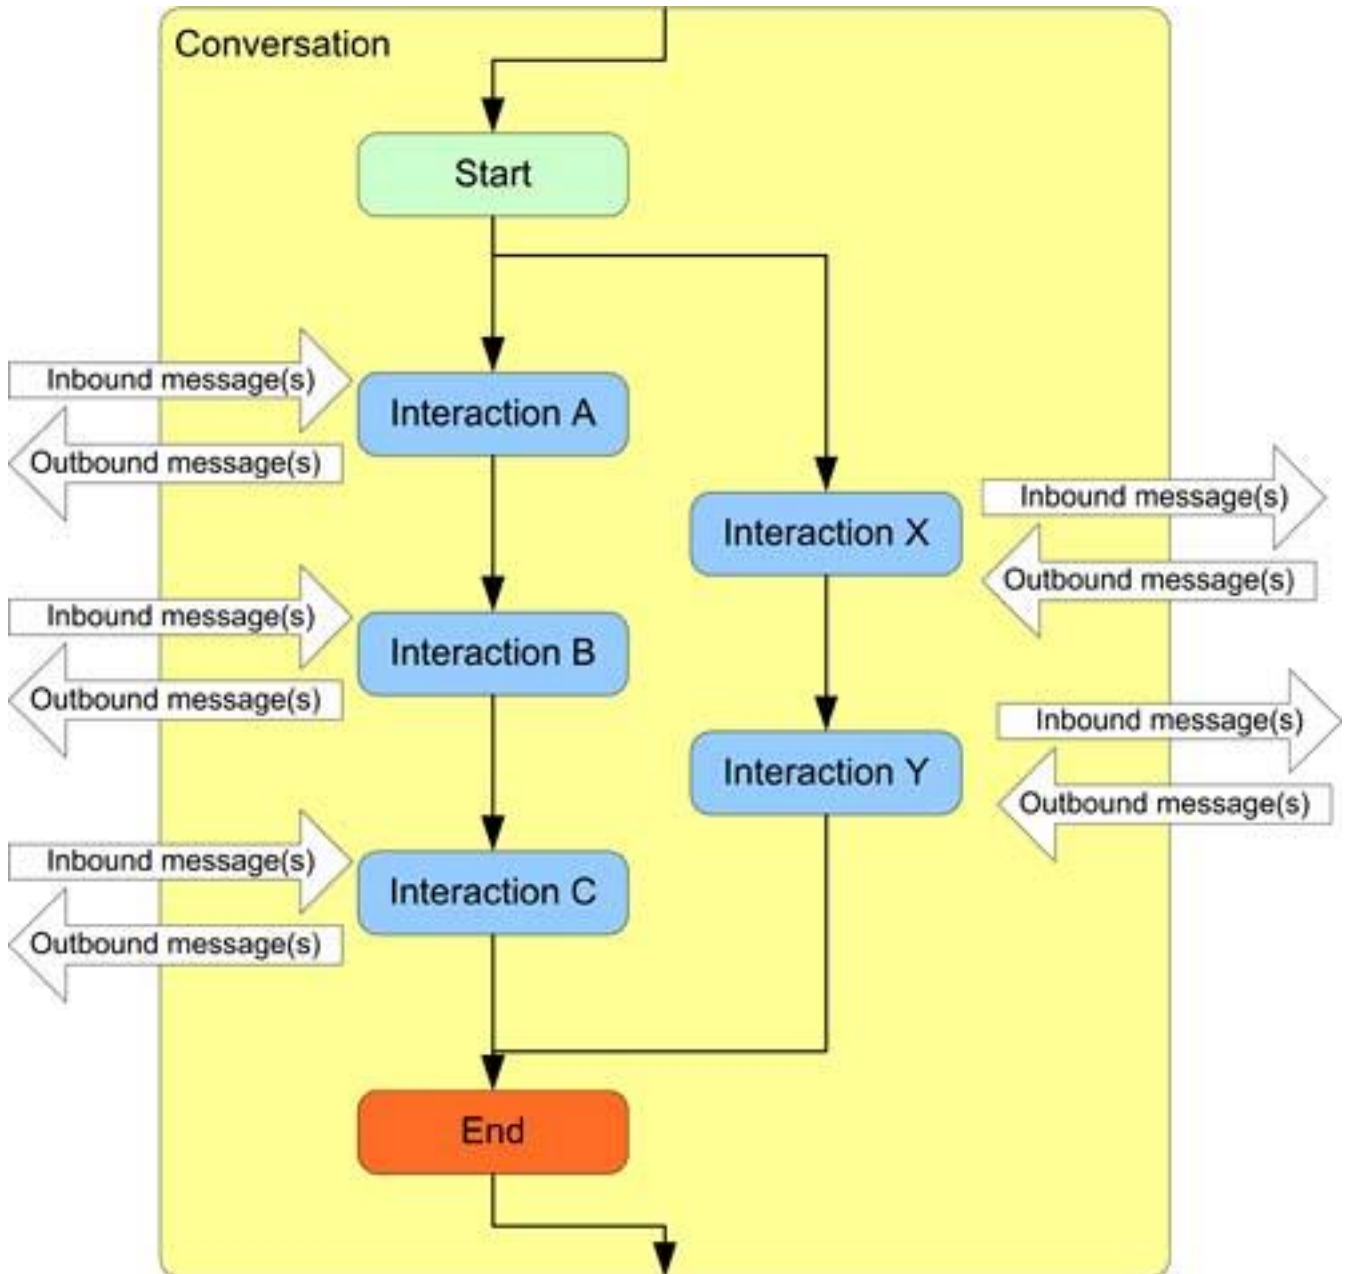 Conversation
Start
Inbound message(s)
Interaction A
Outbound message(s)
Inbound message(s)
Interaction X
Outbound message(s)
Inbound message(s)
Interaction B
Outbound message(s)
Inbound message(s)
Interaction Y
Outbound message(s)
Inbound message(s)
Interaction C
Outbound message(s)
End